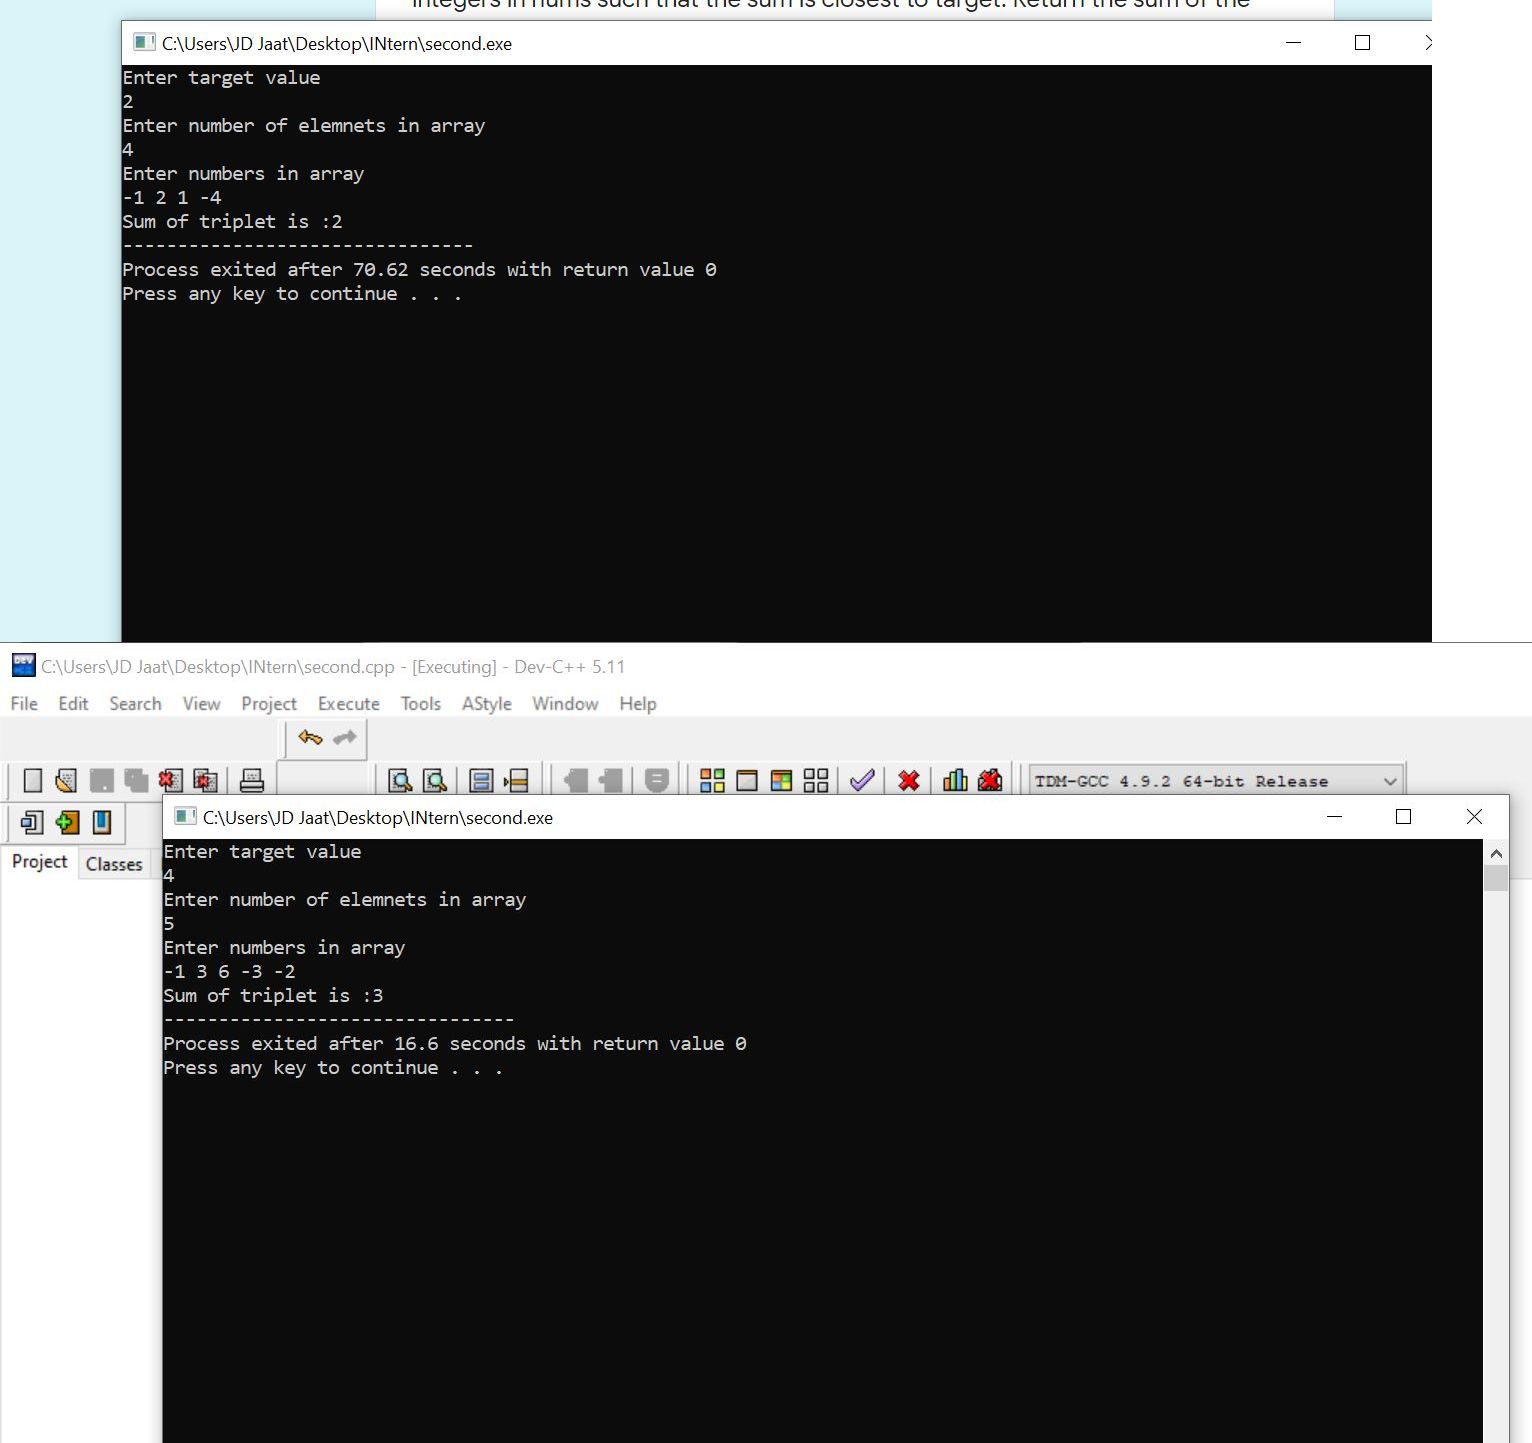 integers in nums such that the sum is closest to target. Return the sum of the
C:\Users\JD Jaat\Desktop\INtern\second.exe
Enter target value
2
Enter number of elemnets in array
4
Enter numbers in array
-1 2 1 -4
Sum of triplet is :2
--------------------------------
Process exited after 70.62 seconds with return value 0
Press any key to continue . . .
DEV C:\Users\JD Jaat\Desktop\INtern\second.cpp - [Executing] - Dev-C++ 5.11
File Edit Search View Project Execute Tools AStyle Window Help
TDM-GCC 4.9.2 64-bit Release
C:\Users\JD Jaat\Desktop\INtern\second.exe
Project Classes
Enter target value
4
Enter number of elemnets in array
5
Enter numbers in array
-1 3 6 -3 -2
Sum of triplet is :3
--------------------------------
Process exited after 16.6 seconds with return value 0
Press any key to continue . . .